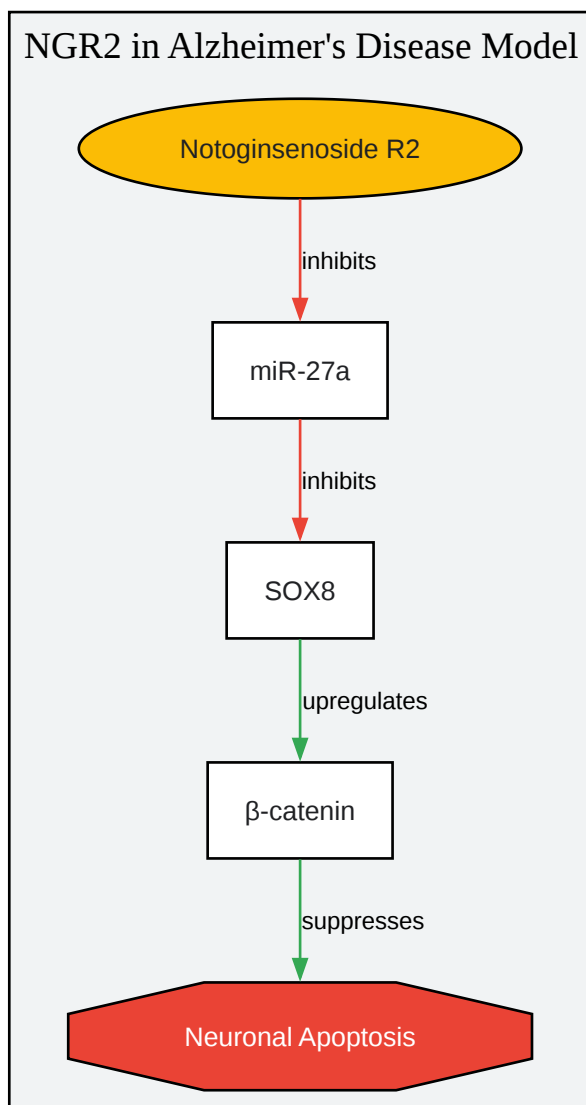 NGR2 in Alzheimer's Disease Model
Notoginsenoside R2
inhibits
miR-27a
inhibits
SOX8
upregulates
β-catenin
suppresses
Neuronal Apoptosis